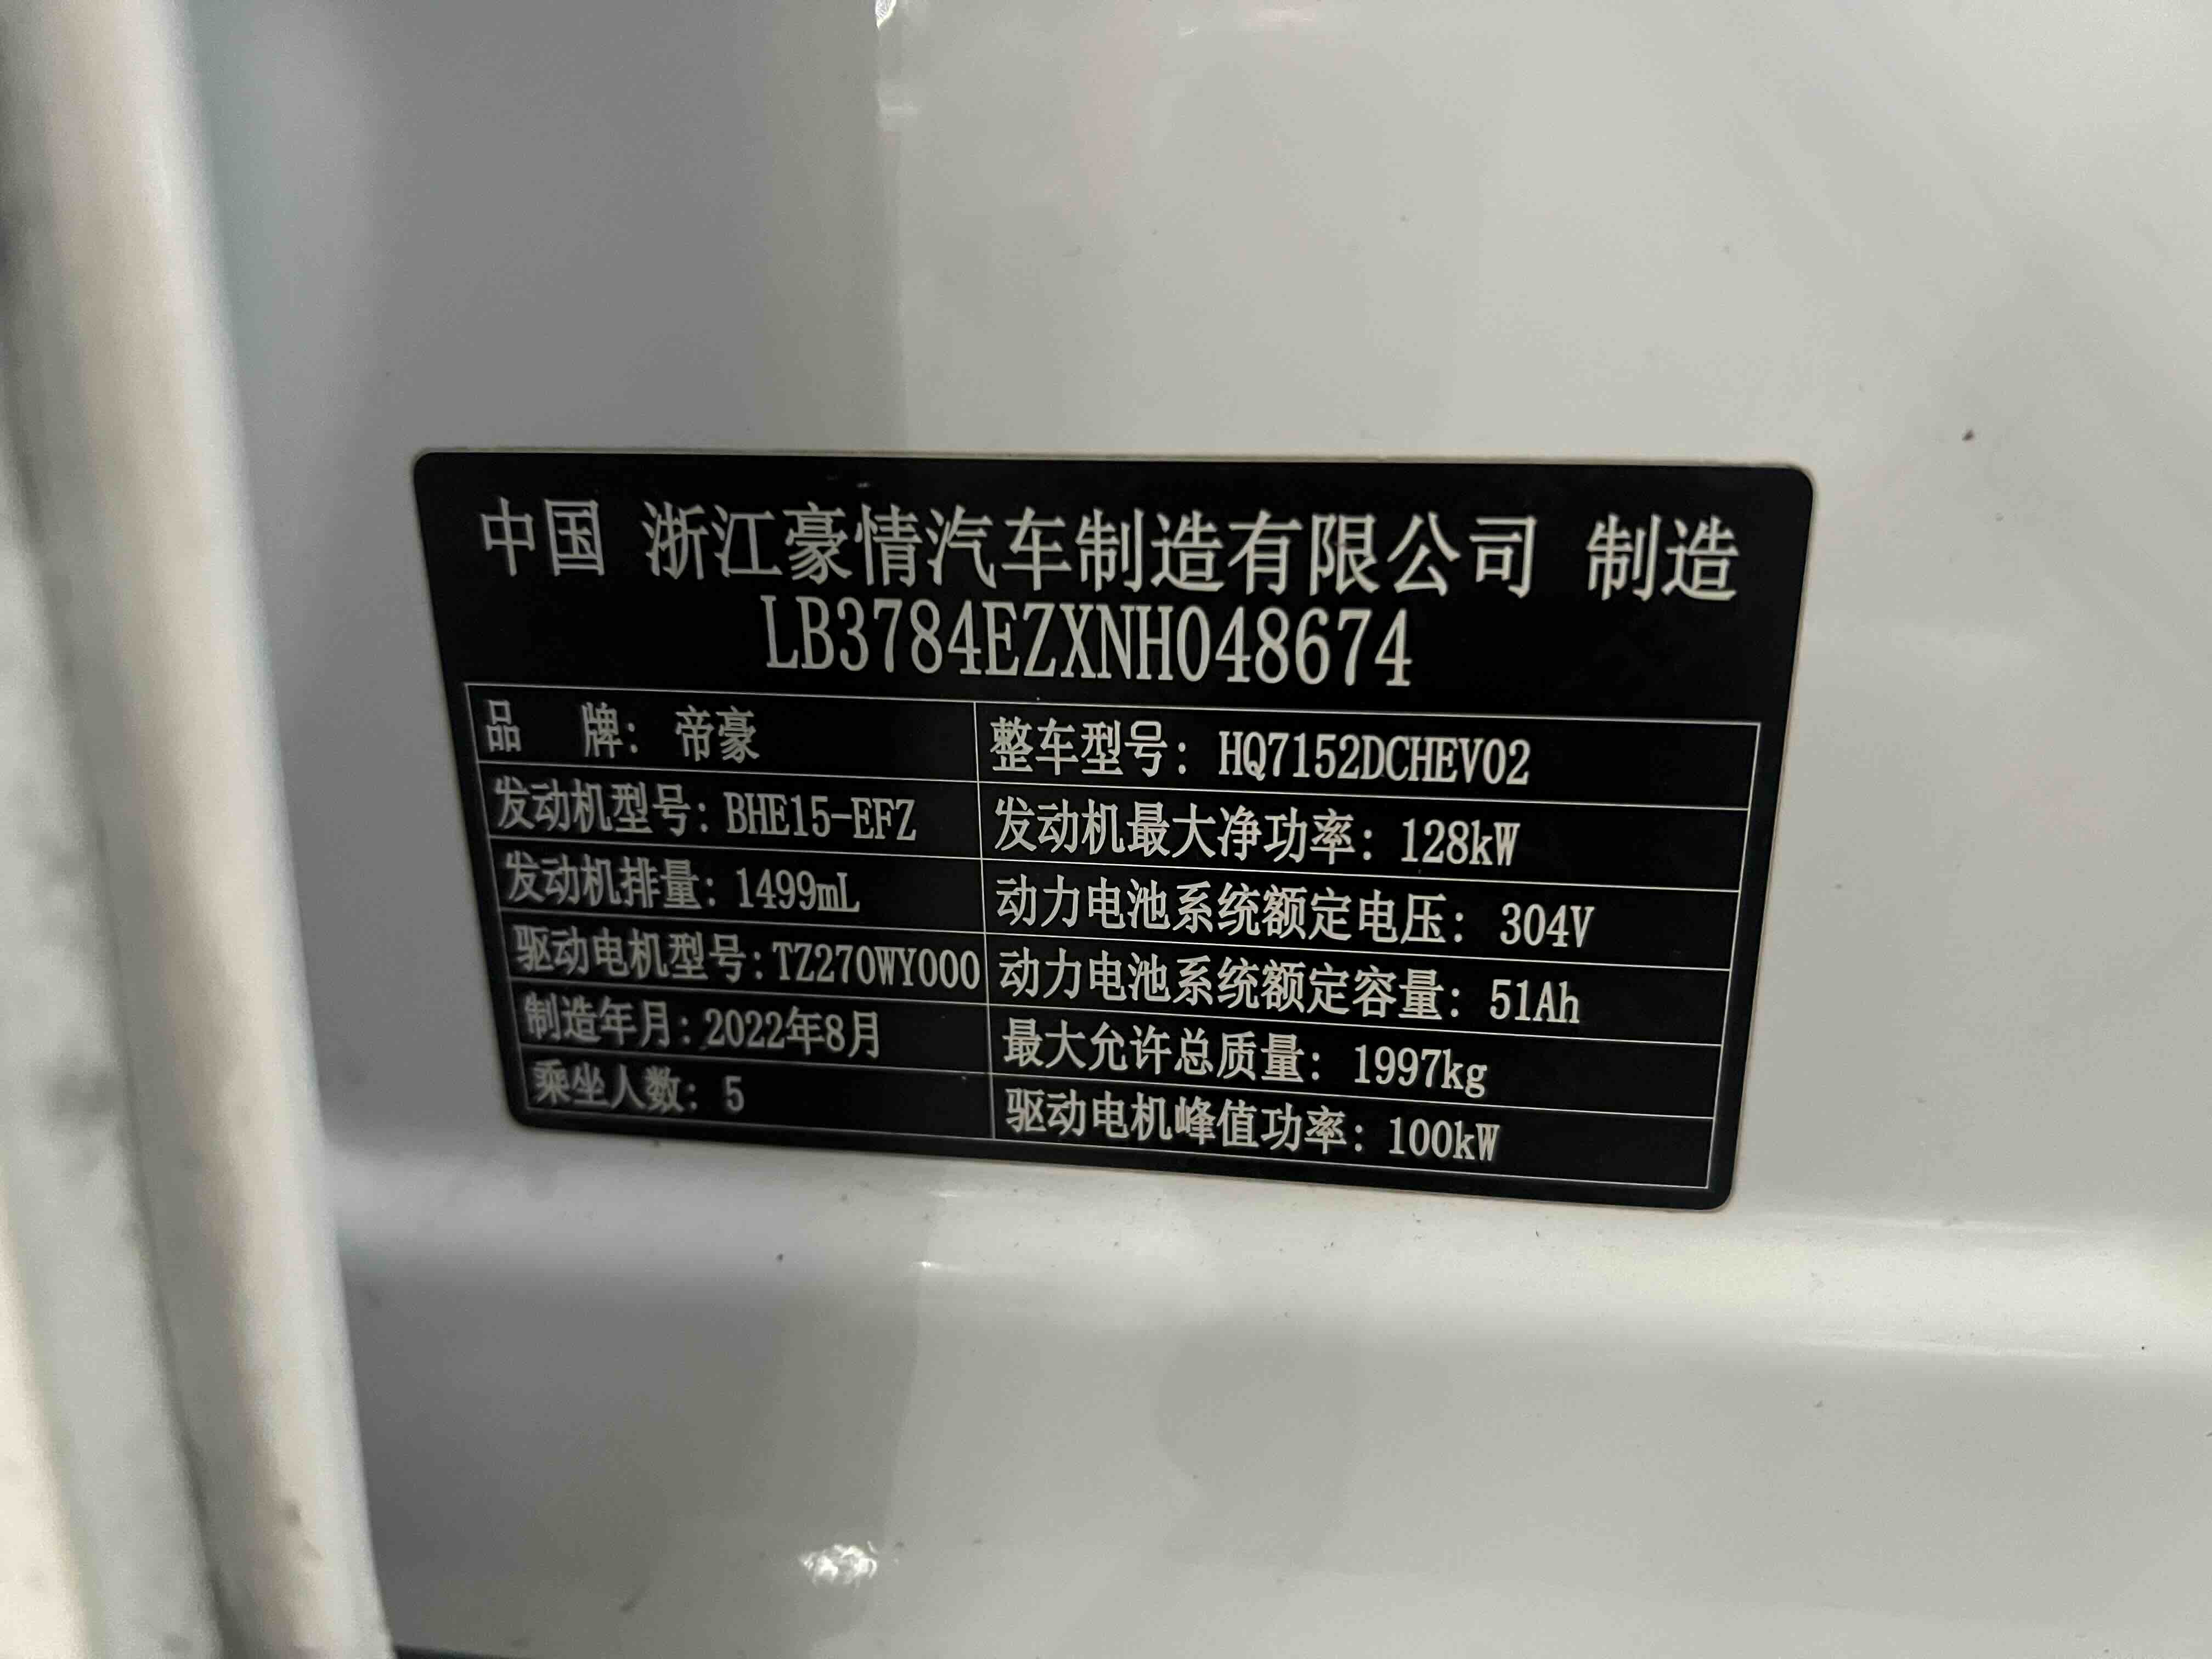 中国 浙江豪情汽车制造有限公司 制造
LB3784EZXNH048674
品 牌: 帝豪 整车型号: HQ7152DCHEV02
发动机型号: BHE15-EFZ 发动机最大净功率: 128kW
发动机排量: 1499mL 动力电池系统额定电压: 304V
驱动电机型号: TZ270WY000 动力电池系统额定容量: 51Ah
制造年月: 2022年8月 最大允许总质量: 1997kg
乘坐人数: 5 驱动电机峰值功率: 100kW